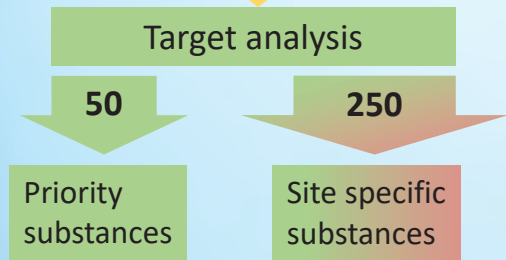 Target analysis
50 250
Priority
substances
Site specific
substances